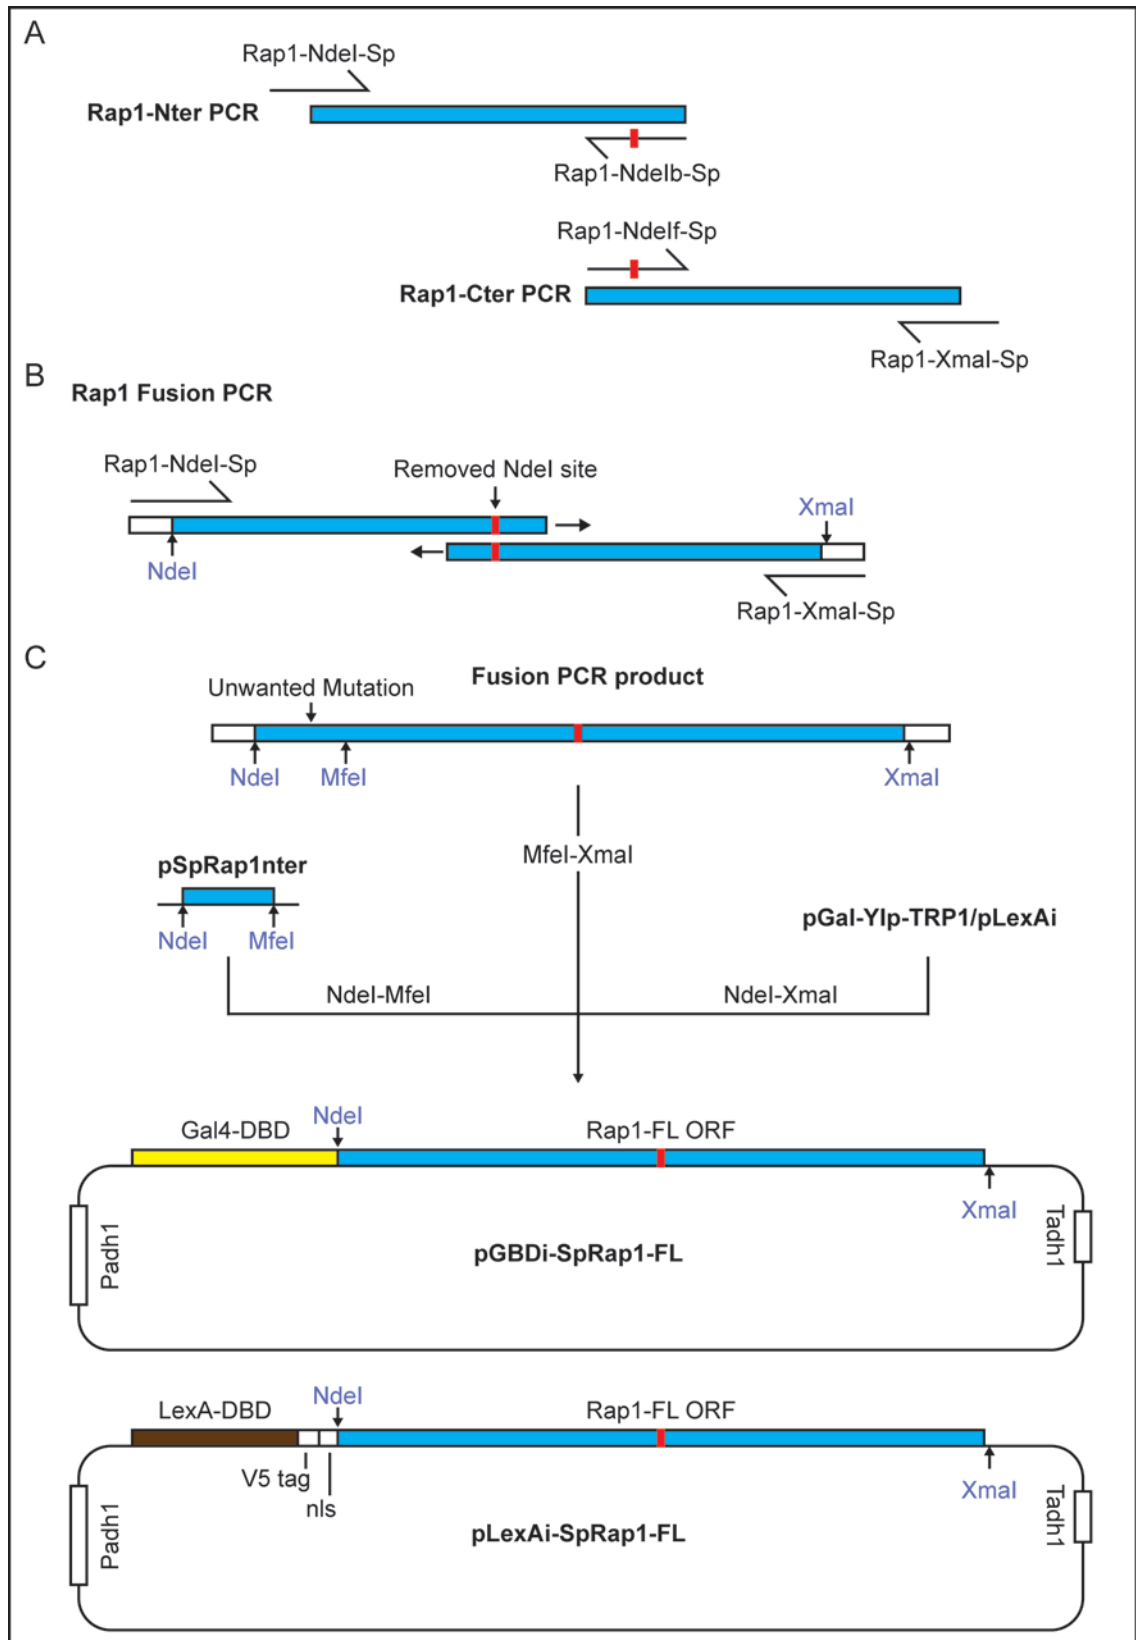 A
Rap1-NdeI-Sp
Rap1-Nter PCR
Rap1-NdeIb-Sp
Rap1-NdeIf-Sp
Rap1-Cter PCR
Rap1-XmaI-Sp
B
Rap1 Fusion PCR
Rap1-NdeI-Sp
Removed NdeI site
XmaI
NdeI
Rap1-XmaI-Sp
C
Fusion PCR product
Unwanted Mutation
NdeI
MfeI
XmaI
pSpRap1nter
MfeI-XmaI
pGal-YIp-TRP1/pLexAi
NdeI
MfeI
NdeI-MfeI
NdeI-XmaI
NdeI
Gal4-DBD
Rap1-FL ORF
XmaI
Padh1
Tadh1
pGBDi-SpRap1-FL
NdeI
LexA-DBD
Rap1-FL ORF
V5 tag
nls
XmaI
Padh1
Tadh1
pLexAi-SpRap1-FL